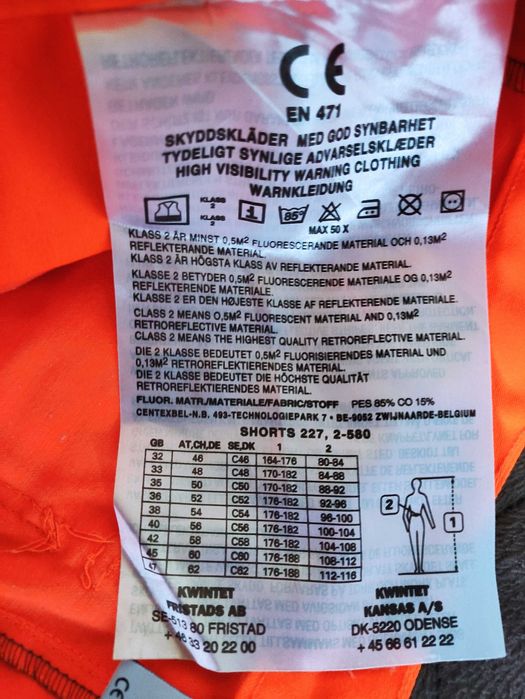 CE
EN 471
SKYDDSKLÄDER MED GOD SYNBARHET
TYDELIGT SYNLIGE ADVARSELSKLÆDER
HIGH VISIBILITY WARNING CLOTHING
WARNKLEIDUNG
KLASS 2
KLASS 2
85°
MAX 50 X
KLASS 2 ÄR MINST 0,5M² FLUORESCERANDE MATERIAL OCH 0,13M²
REFLEKTERANDE MATERIAL.
KLASS 2 ÄR HÖGSTA KLASS AV REFLEKTERANDE MATERIAL.
KLASSE 2 BETYDER 0,5M² FLUORESCERENDE MATERIALE OG 0,13M²
REFLEKTERENDE MATERIALE.
KLASSE 2 ER DEN HØJESTE KLASSE AF REFLEKTERENDE MATERIALE.
CLASS 2 MEANS 0,5M² FLUORESCENT MATERIAL AND 0,13M²
RETROREFLECTIVE MATERIAL.
CLASS 2 MEANS THE HIGHEST QUALITY RETROREFLECTIVE MATERIAL.
DIE 2 KLASSE BEDEUTET 0,5M² FLUORISIERENDES MATERIAL UND
0,13M² RETROREFLEKTIERENDES MATERIAL.
DIE 2 KLASSE BEDEUTET DIE HÖCHSTE QUALITÄT
RETROREFLEKTIERENDES MATERIAL.
FLUOR. MATR./MATERIALE/FABRIC/STOFF PES 85% CO 15%
CENTEXBEL-N.B. 493-TECHNOLOGIEPARK 7 • BE-9052 ZWIJNAARDE-BELGIUM
SHORTS 227, 2-580
GB AT,CH,DE SE,DK 1 2
32 46 C46 164-176 80-84
33 48 C48 170-182 84-88
35 50 C50 170-182 88-92
36 52 C52 176-182 92-96
38 54 C54 176-182 96-100
40 56 C56 176-182 100-104
42 58 C58 176-182 104-108
45 60 C60 176-188 108-112
47 62 C62 176-188 112-116
2
1
KWINTET
FRISTADS AB
SE-513 80 FRISTAD
+46 33 20 22 00
KWINTET
KANSAS A/S
DK-5220 ODENSE
+45 66 61 22 22